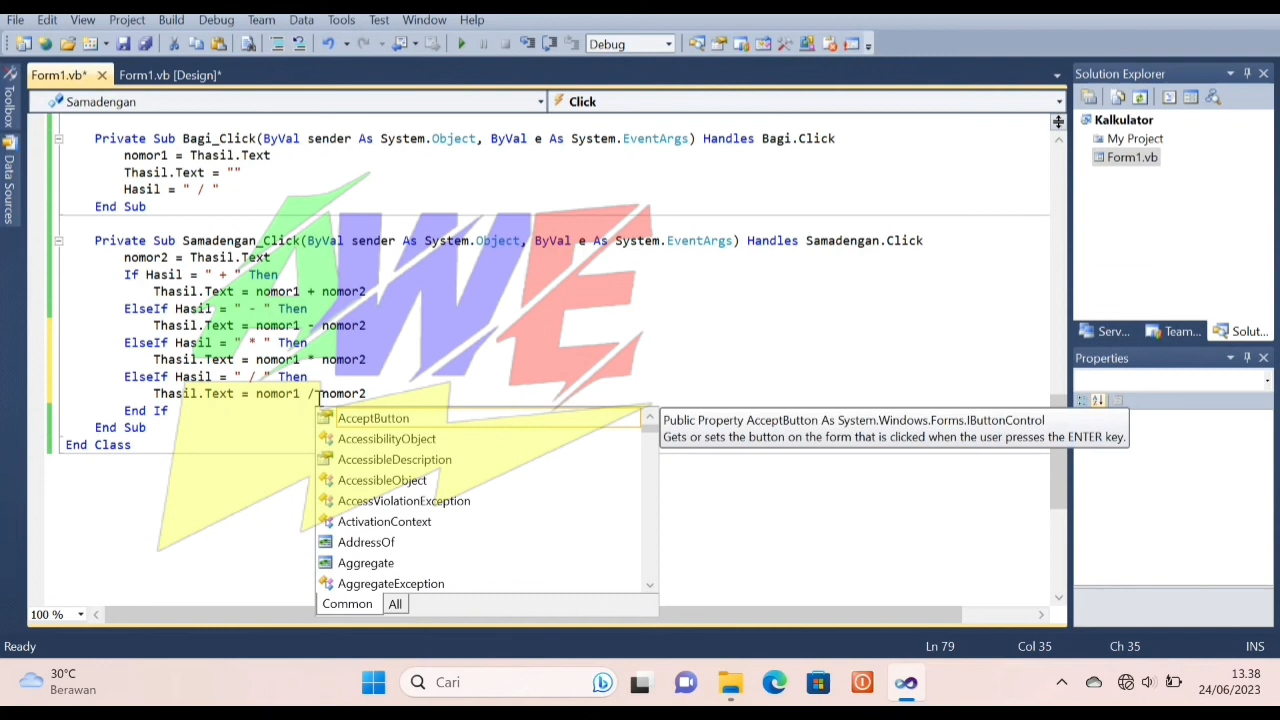 File Edit View Project Build Debug Team Data Tools Test Window Help
Debug
Form1.vb* Form1.vb [Design]*
Samadengan Click
Private Sub Bagi_Click(ByVal sender As System.Object, ByVal e As System.EventArgs) Handles Bagi.Click
nomor1 = Thasil.Text
Thasil.Text = ""
Hasil = " / "
End Sub
Private Sub Samadengan_Click(ByVal sender As System.Object, ByVal e As System.EventArgs) Handles Samadengan.Click
nomor2 = Thasil.Text
If Hasil = " + " Then
Thasil.Text = nomor1 + nomor2
ElseIf Hasil = " - " Then
Thasil.Text = nomor1 - nomor2
ElseIf Hasil = " * " Then
Thasil.Text = nomor1 * nomor2
ElseIf Hasil = " / " Then
Thasil.Text = nomor1 / nomor2
End If
End Sub
End Class
AWE
AcceptButton
AccessibilityObject
AccessibleDescription
AccessibleObject
AccessViolationException
ActivationContext
AddressOf
Aggregate
AggregateException
Common All
Public Property AcceptButton As System.Windows.Forms.IButtonControl
Gets or sets the button on the form that is clicked when the user presses the ENTER key.
Toolbox
Data Sources
Solution Explorer
Kalkulator
My Project
Form1.vb
Serv... Team... Solut...
Properties
100 %
Ready Ln 79 Col 35 Ch 35 INS
30°C
Berawan
Cari
13.38
24/06/2023